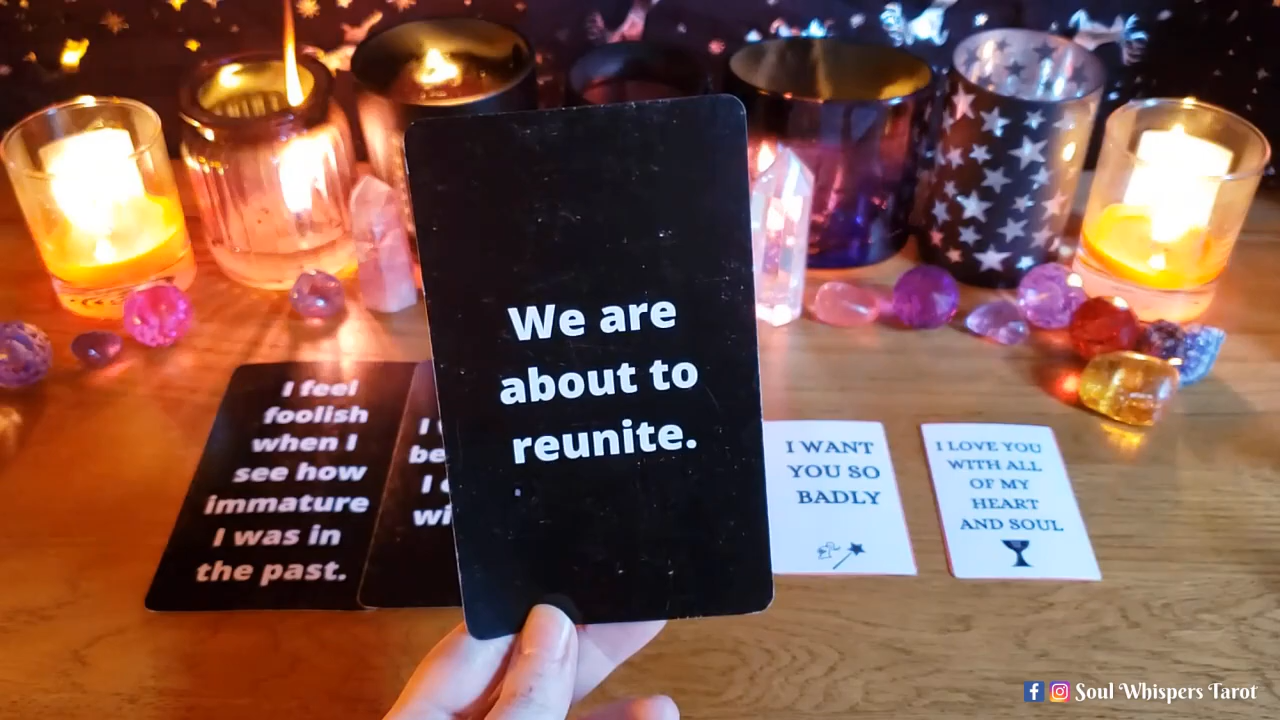 We are
about to
reunite.
I feel
foolish
when I
see how
immature
I was in
the past.
I WANT
YOU SO
BADLY
I LOVE YOU
WITH ALL
OF MY
HEART
AND SOUL
Soul Whispers Tarot